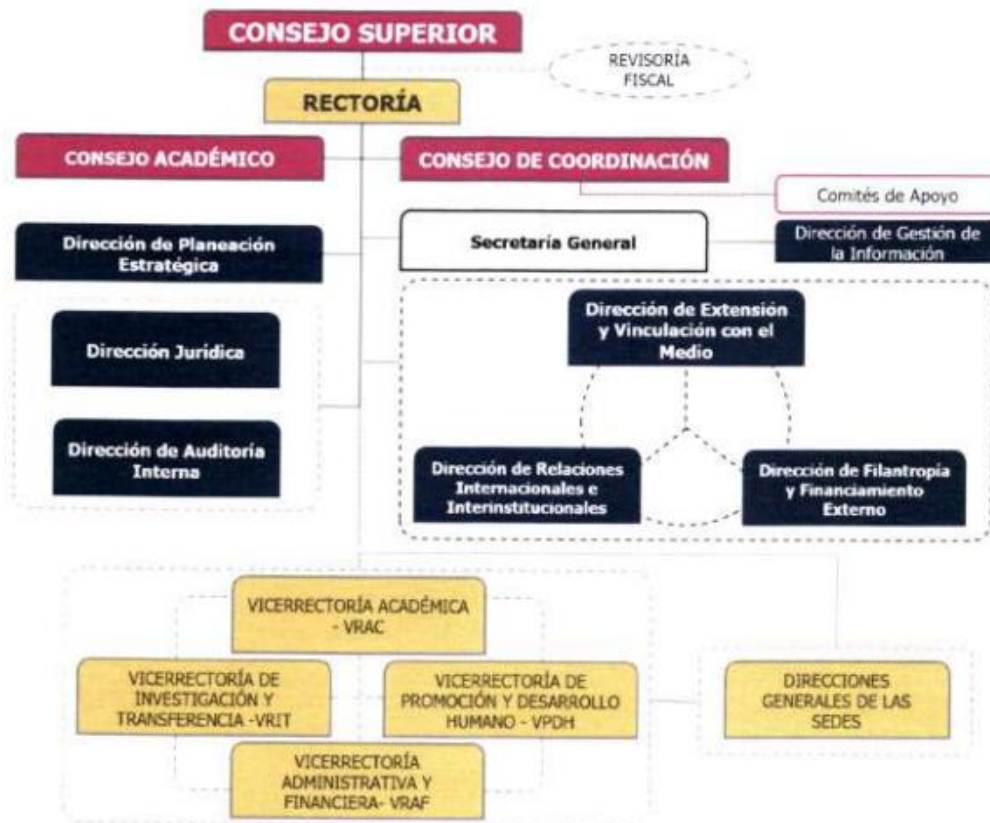 CONSEJO SUPERIOR
REVISORÍA
FISCAL
RECTORÍA
CONSEJO ACADÉMICO
CONSEJO DE COORDINACIÓN
Comités de Apoyo
Dirección de Planeación
Estratégica
Secretaría General
Dirección de Gestión de
la Información
Dirección Jurídica
Dirección de Auditoría
Interna
Dirección de Extensión
y Vinculación con el
Medio
Dirección de Relaciones
Internacionales e
Interinstitucionales
Dirección de Filantropía
y Financiamiento
Externo
VICERRECTORÍA ACADÉMICA
- VRAC
VICERRECTORÍA DE
INVESTIGACIÓN Y
TRANSFERENCIA -VRIT
VICERRECTORÍA DE
PROMOCIÓN Y DESARROLLO
HUMANO - VPDH
VICERRECTORÍA
ADMINISTRATIVA Y
FINANCIERA- VRAF
DIRECCIONES
GENERALES DE LAS
SEDES